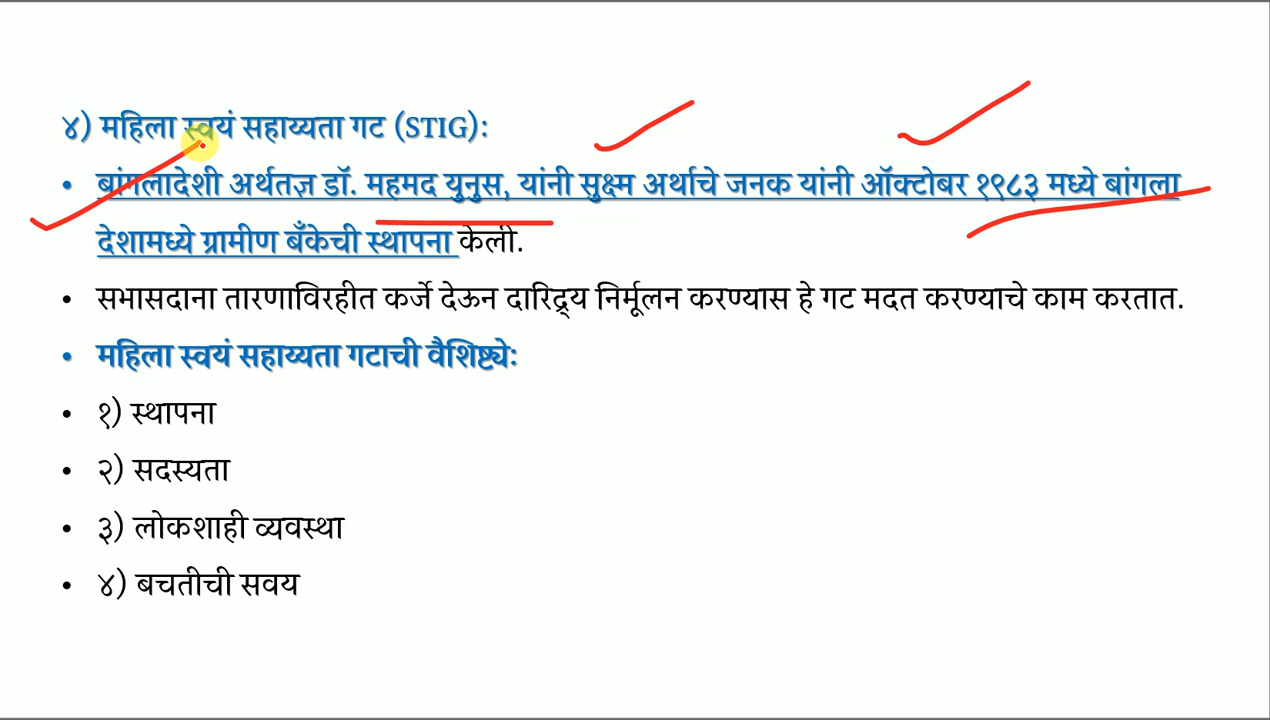 ४) महिला स्वयं सहाय्यता गट (STIG):
• बांगलादेशी अर्थतज्ञ डॉ. महमद युनुस, यांनी सुक्ष्म अर्थाचे जनक यांनी ऑक्टोबर १९८३ मध्ये बांगला
देशामध्ये ग्रामीण बँकेची स्थापना केली.
• सभासदाना तारणाविरहीत कर्जे देऊन दारिद्र्य निर्मूलन करण्यास हे गट मदत करण्याचे काम करतात.
• महिला स्वयं सहाय्यता गटाची वैशिष्ट्ये:
• १) स्थापना
• २) सदस्यता
• ३) लोकशाही व्यवस्था
• ४) बचतीची सवय